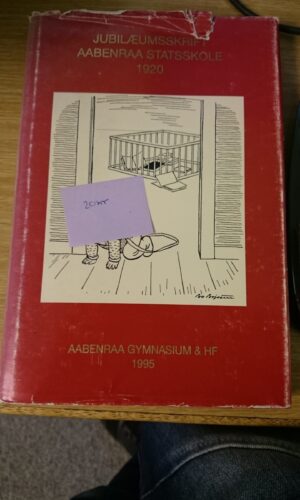 JUBILÆUMSSKRIFT
AABENRAA STATSSKOLE
1920
AABENRAA GYMNASIUM & HF
1995